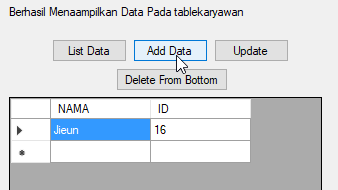 Berhasil Menaampilkan Data Pada tablekaryawan
List Data Add Data Update
Delete From Bottom
NAMA ID
Jieun 16